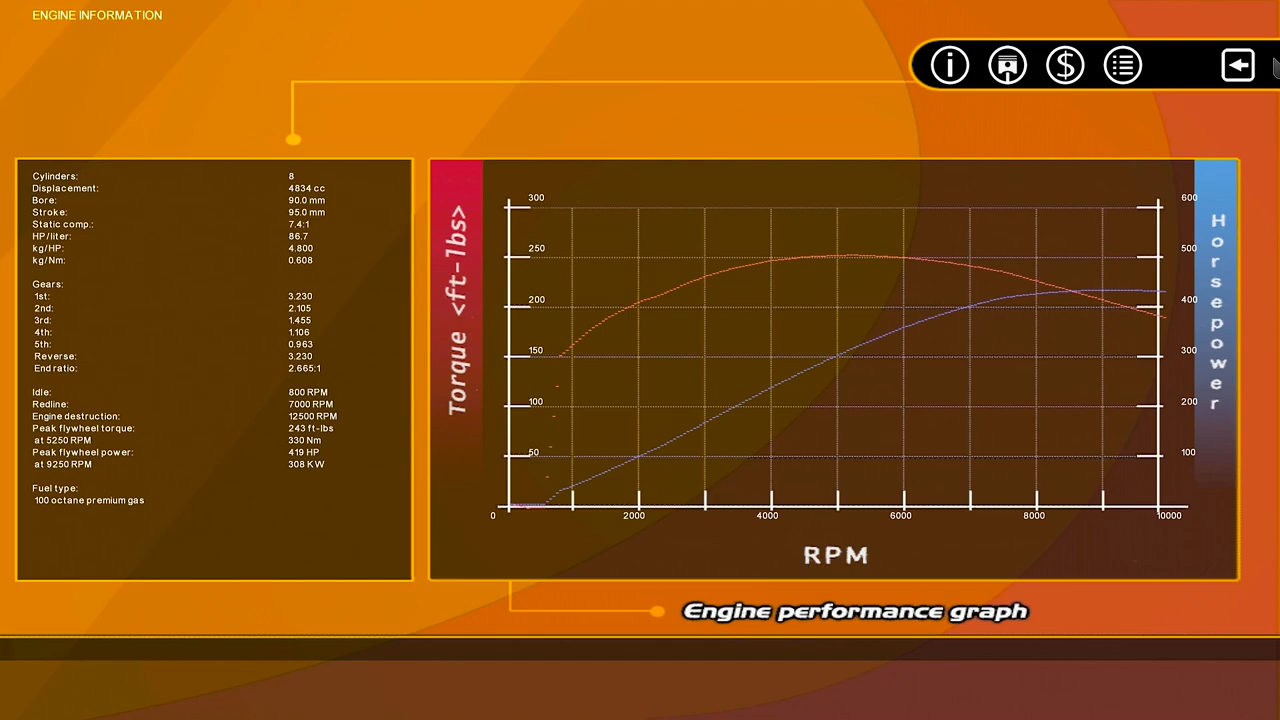 ENGINE INFORMATION
Cylinders: 8
Displacement: 4834 cc
Bore: 90.0 mm
Stroke: 95.0 mm
Static comp.: 7.4:1
HP/liter: 86.7
kg/HP: 4.800
kg/Nm: 0.608
Gears:
1st: 3.230
2nd: 2.105
3rd: 1.455
4th: 1.106
5th: 0.963
Reverse: 3.230
End ratio: 2.665:1
Idle: 800 RPM
Redline: 7000 RPM
Engine destruction: 12500 RPM
Peak flywheel torque: 243 ft-lbs
at 5250 RPM 330 Nm
Peak flywheel power: 419 HP
at 9250 RPM 308 KW
Fuel type:
100 octane premium gas
Torque <ft-lbs>
300
250
200
150
100
50
600
500
400
300
200
100
Horsepower
0 2000 4000 6000 8000 10000
RPM
Engine performance graph